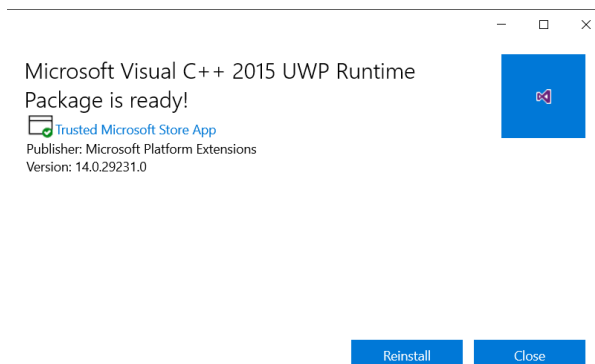 Microsoft Visual C++ 2015 UWP Runtime
Package is ready!
Trusted Microsoft Store App
Publisher: Microsoft Platform Extensions
Version: 14.0.29231.0
Reinstall
Close